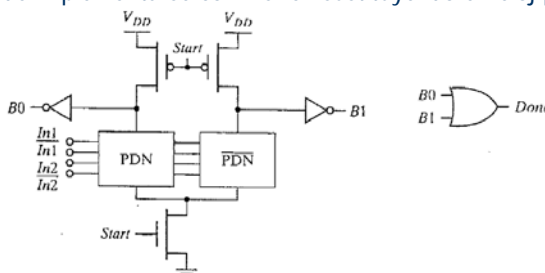 V_DD V_DD
Start
B0 B1
B0
B1 Done
In1
In1
In2
In2
PDN PDN
Start